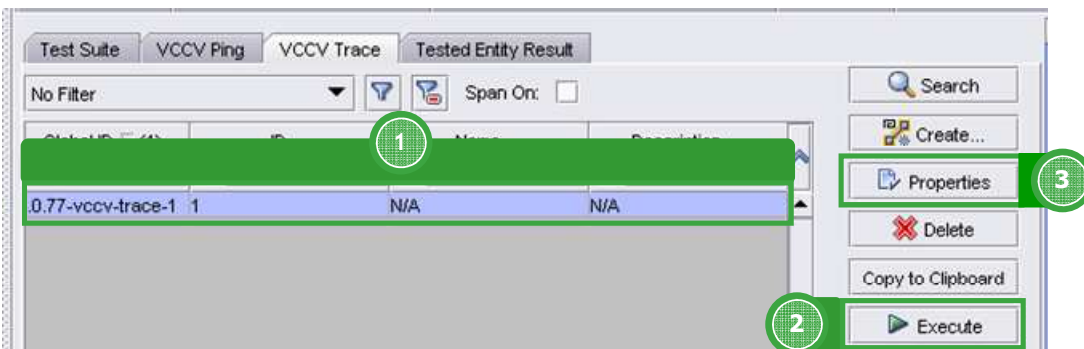 Test Suite VCCV Ping VCCV Trace Tested Entity Result
No Filter Span On: Search
1
Create...
Properties 3
.0.77-vccv-trace-1 1 N/A N/A
Delete
Copy to Clipboard
2 Execute